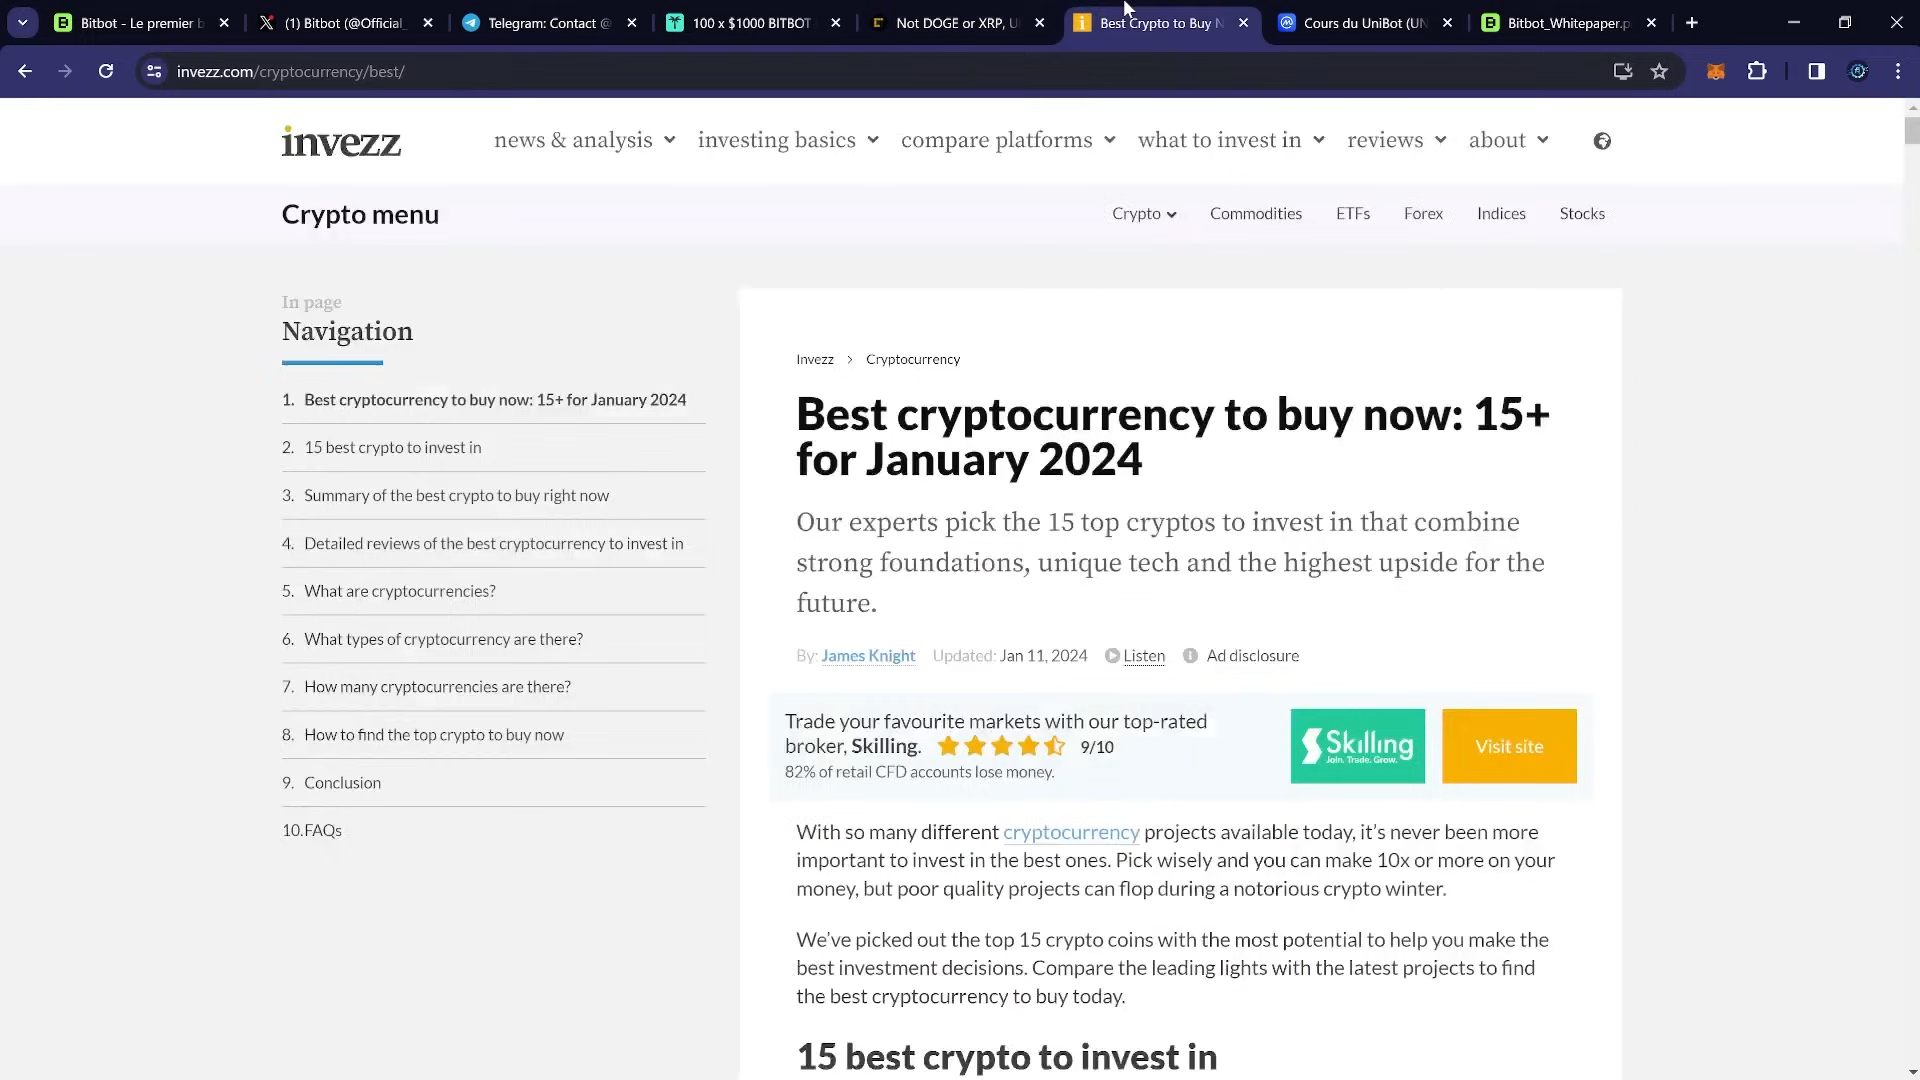 Bitbot - Le premier b
(1) Bitbot (@Official_
Telegram: Contact @
100 x $1000 BITBOT
Not DOGE or XRP, U
Best Crypto to Buy N
Cours du UniBot (UN
Bitbot_Whitepaper.p
invezz.com/cryptocurrency/best/
invezz
news & analysis
investing basics
compare platforms
what to invest in
reviews
about
Crypto menu
Crypto
Commodities
ETFs
Forex
Indices
Stocks
In page
Navigation
1. Best cryptocurrency to buy now: 15+ for January 2024
2. 15 best crypto to invest in
3. Summary of the best crypto to buy right now
4. Detailed reviews of the best cryptocurrency to invest in
5. What are cryptocurrencies?
6. What types of cryptocurrency are there?
7. How many cryptocurrencies are there?
8. How to find the top crypto to buy now
9. Conclusion
10. FAQs
Invezz > Cryptocurrency
Best cryptocurrency to buy now: 15+
for January 2024
Our experts pick the 15 top cryptos to invest in that combine
strong foundations, unique tech and the highest upside for the
future.
By: James Knight Updated: Jan 11, 2024 Listen Ad disclosure
Trade your favourite markets with our top-rated
broker, Skilling. 9/10
82% of retail CFD accounts lose money.
Skilling
Join. Trade. Grow.
Visit site
With so many different cryptocurrency projects available today, it's never been more
important to invest in the best ones. Pick wisely and you can make 10x or more on your
money, but poor quality projects can flop during a notorious crypto winter.
We've picked out the top 15 crypto coins with the most potential to help you make the
best investment decisions. Compare the leading lights with the latest projects to find
the best cryptocurrency to buy today.
15 best crypto to invest in